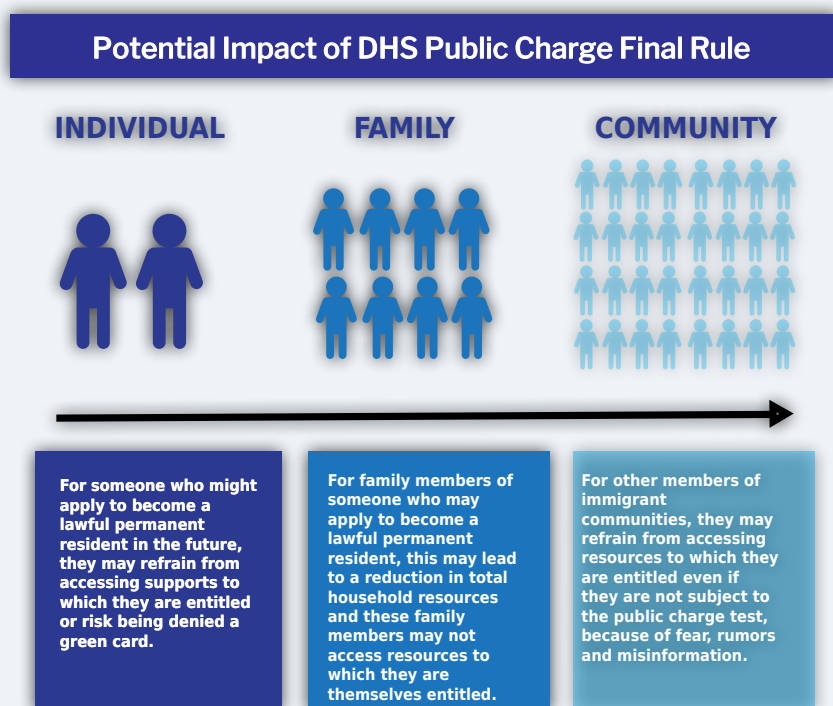 Potential Impact of DHS Public Charge Final Rule
INDIVIDUAL
FAMILY
COMMUNITY
For someone who might
apply to become a
lawful permanent
resident in the future,
they may refrain from
accessing supports to
which they are entitled
or risk being denied a
green card.
For family members of
someone who may
apply to become a
lawful permanent
resident, this may lead
to a reduction in total
household resources
and these family
members may not
access resources to
which they are
themselves entitled.
For other members of
immigrant
communities, they may
refrain from accessing
resources to which they
are entitled even if
they are not subject to
the public charge test,
because of fear, rumors
and misinformation.